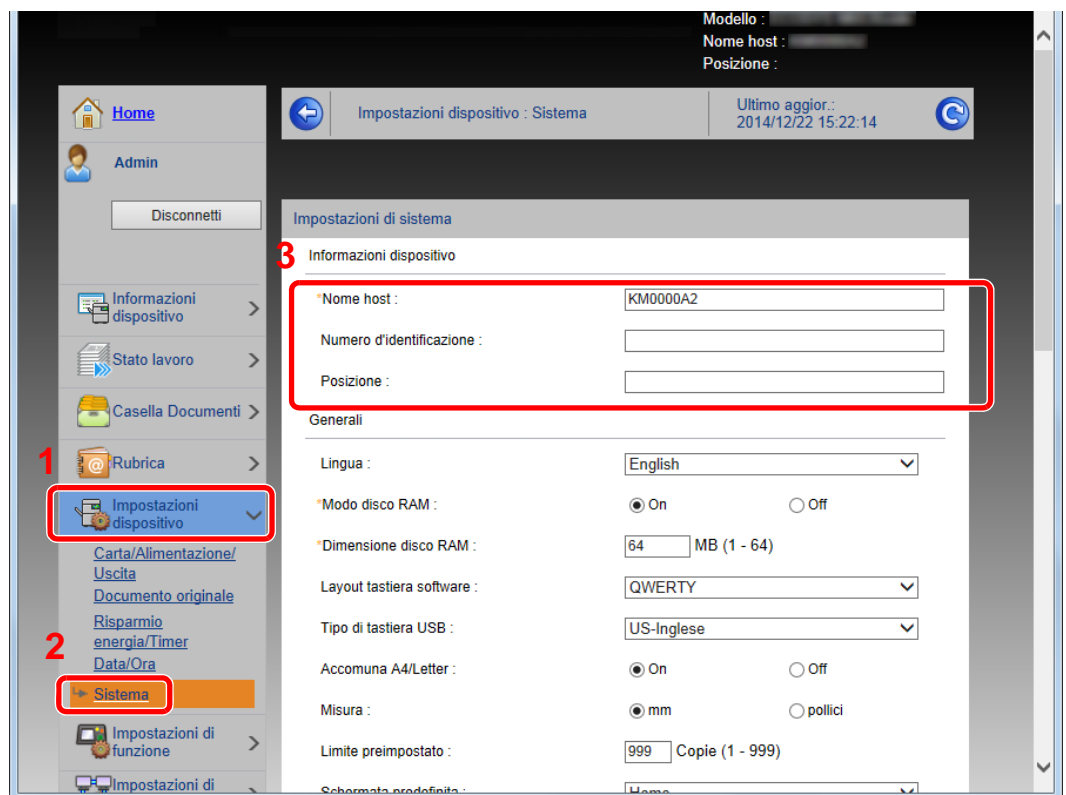 Modello :
Nome host :
Posizione :
Home
Admin
Disconnetti
Impostazioni dispositivo : Sistema
Ultimo aggior.:
2014/12/22 15:22:14
Informazioni
dispositivo
Stato lavoro
Casella Documenti
1
Rubrica
Impostazioni
dispositivo
Carta/Alimentazione/
Uscita
Documento originale
Risparmio
energia/Timer
2
Data/Ora
Sistema
Impostazioni di
funzione
Impostazioni di
Impostazioni di sistema
3
Informazioni dispositivo
*Nome host : KM0000A2
Numero d'identificazione :
Posizione :
Generali
Lingua : English
*Modo disco RAM : On Off
*Dimensione disco RAM : 64 MB (1 - 64)
Layout tastiera software : QWERTY
Tipo di tastiera USB : US-Inglese
Accomuna A4/Letter : On Off
Misura : mm pollici
Limite preimpostato : 999 Copie (1 - 999)
Schermata predefinita : Home